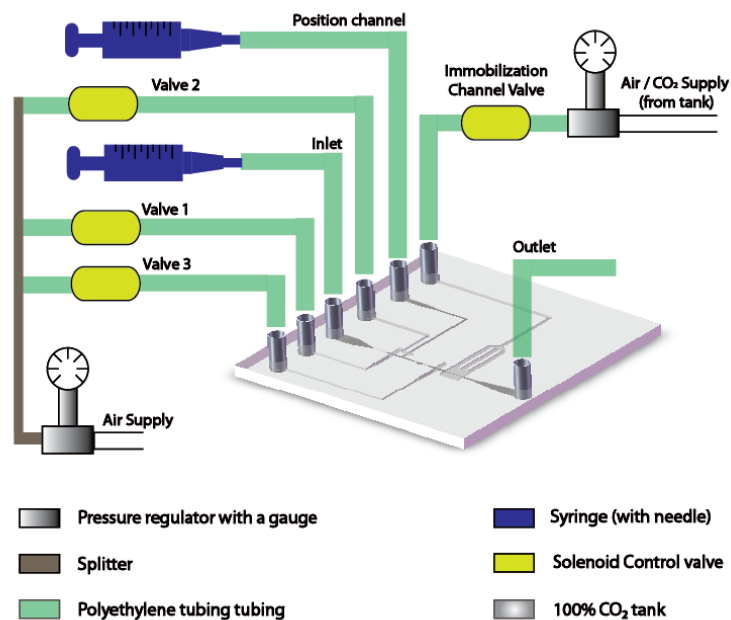 Position channel
Valve 2
Immobilization
Channel Valve
Air / CO₂ Supply
(from tank)
Inlet
Valve 1
Outlet
Valve 3
Air Supply
Pressure regulator with a gauge
Syringe (with needle)
Splitter
Solenoid Control valve
Polyethylene tubing tubing
100% CO₂ tank